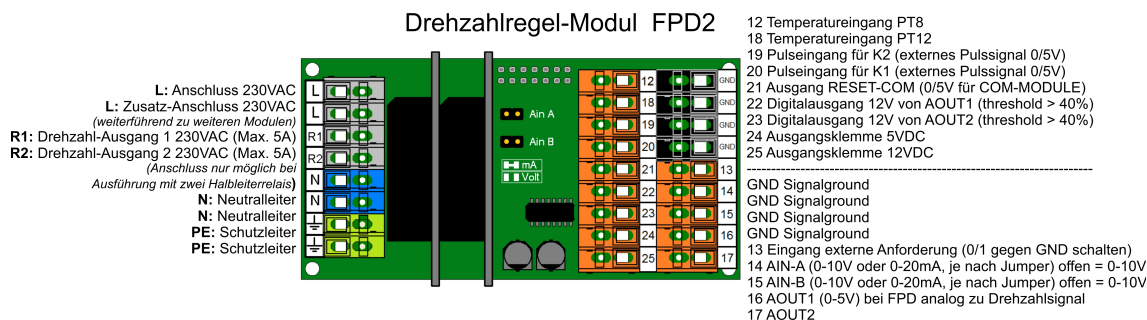 Drehzahlregel-Modul FPD2
L: Anschluss 230VAC
L: Zusatz-Anschluss 230VAC
(weiterführend zu weiteren Modulen)
R1: Drehzahl-Ausgang 1 230VAC (Max. 5A)
R2: Drehzahl-Ausgang 2 230VAC (Max. 5A)
(Anschluss nur möglich bei
Ausführung mit zwei Halbleiterrelais)
N: Neutralleiter
N: Neutralleiter
PE: Schutzleiter
PE: Schutzleiter
L
L
R1
R2
N
N
Ain A
Ain B
mA
Volt
12 GND
18 GND
19 GND
20 GND
21 13
22 14
23 15
24 16
25 17
12 Temperatureingang PT8
18 Temperatureingang PT12
19 Pulseingang für K2 (externes Pulssignal 0/5V)
20 Pulseingang für K1 (externes Pulssignal 0/5V)
21 Ausgang RESET-COM (0/5V für COM-MODULE)
22 Digitalausgang 12V von AOUT1 (threshold > 40%)
23 Digitalausgang 12V von AOUT2 (threshold > 40%)
24 Ausgangsklemme 5VDC
25 Ausgangsklemme 12VDC
GND Signalground
GND Signalground
GND Signalground
GND Signalground
13 Eingang externe Anforderung (0/1 gegen GND schalten)
14 AIN-A (0-10V oder 0-20mA, je nach Jumper) offen = 0-10V
15 AIN-B (0-10V oder 0-20mA, je nach Jumper) offen = 0-10V
16 AOUT1 (0-5V) bei FPD analog zu Drehzahlsignal
17 AOUT2